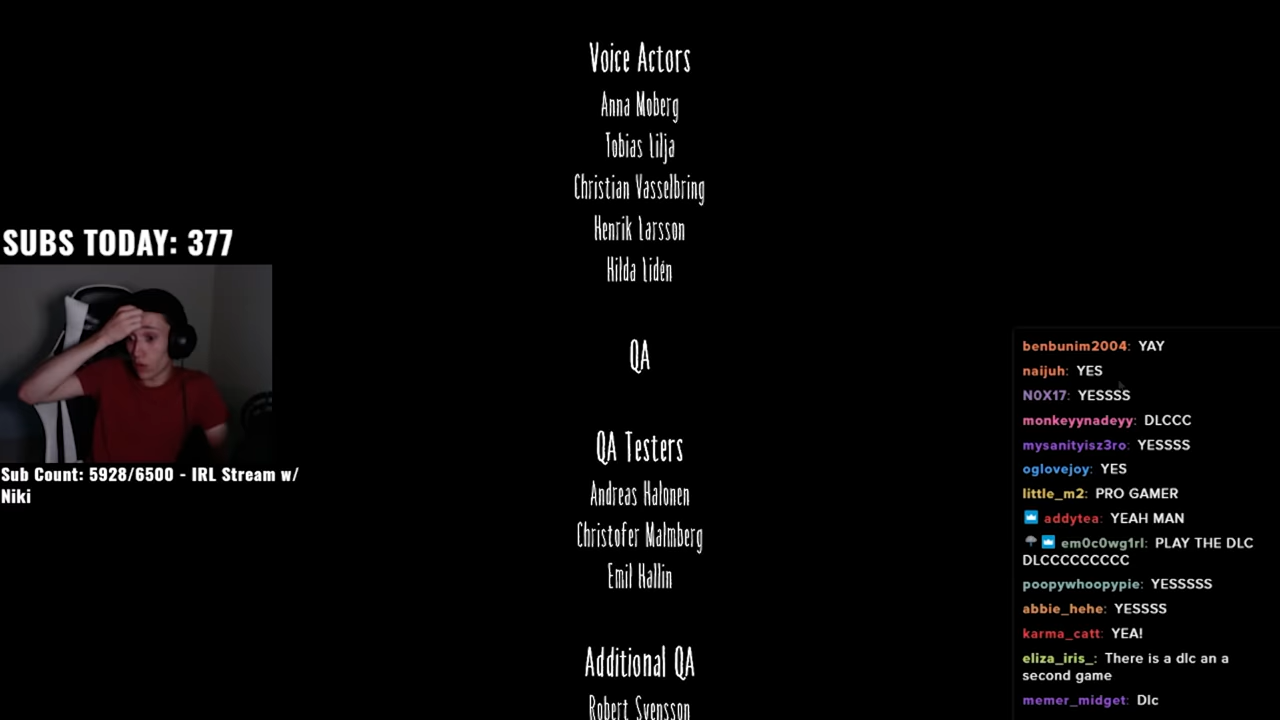 Voice Actors
Anna Moberg
Tobias Lilja
Christian Vasselbring
Henrik Larsson
Hilda Lidén
QA
QA Testers
Andreas Halonen
Christofer Malmberg
Emil Hallin
Additional QA
Robert Svensson
SUBS TODAY: 377
Sub Count: 5928/6500 - IRL Stream w/
Niki
benbunim2004: YAY
naijuh: YES
N0X17: YESSSS
monkeyynadeyy: DLCCC
mysanityisz3ro: YESSSS
oglovejoy: YES
little_m2: PRO GAMER
addytea: YEAH MAN
em0c0wg1rl: PLAY THE DLC
DLCCCCCCCCC
poopywhoopypie: YESSSSS
abbie_hehe: YESSSS
karma_catt: YEA!
eliza_iris_: There is a dlc an a
second game
memer_midget: Dlc